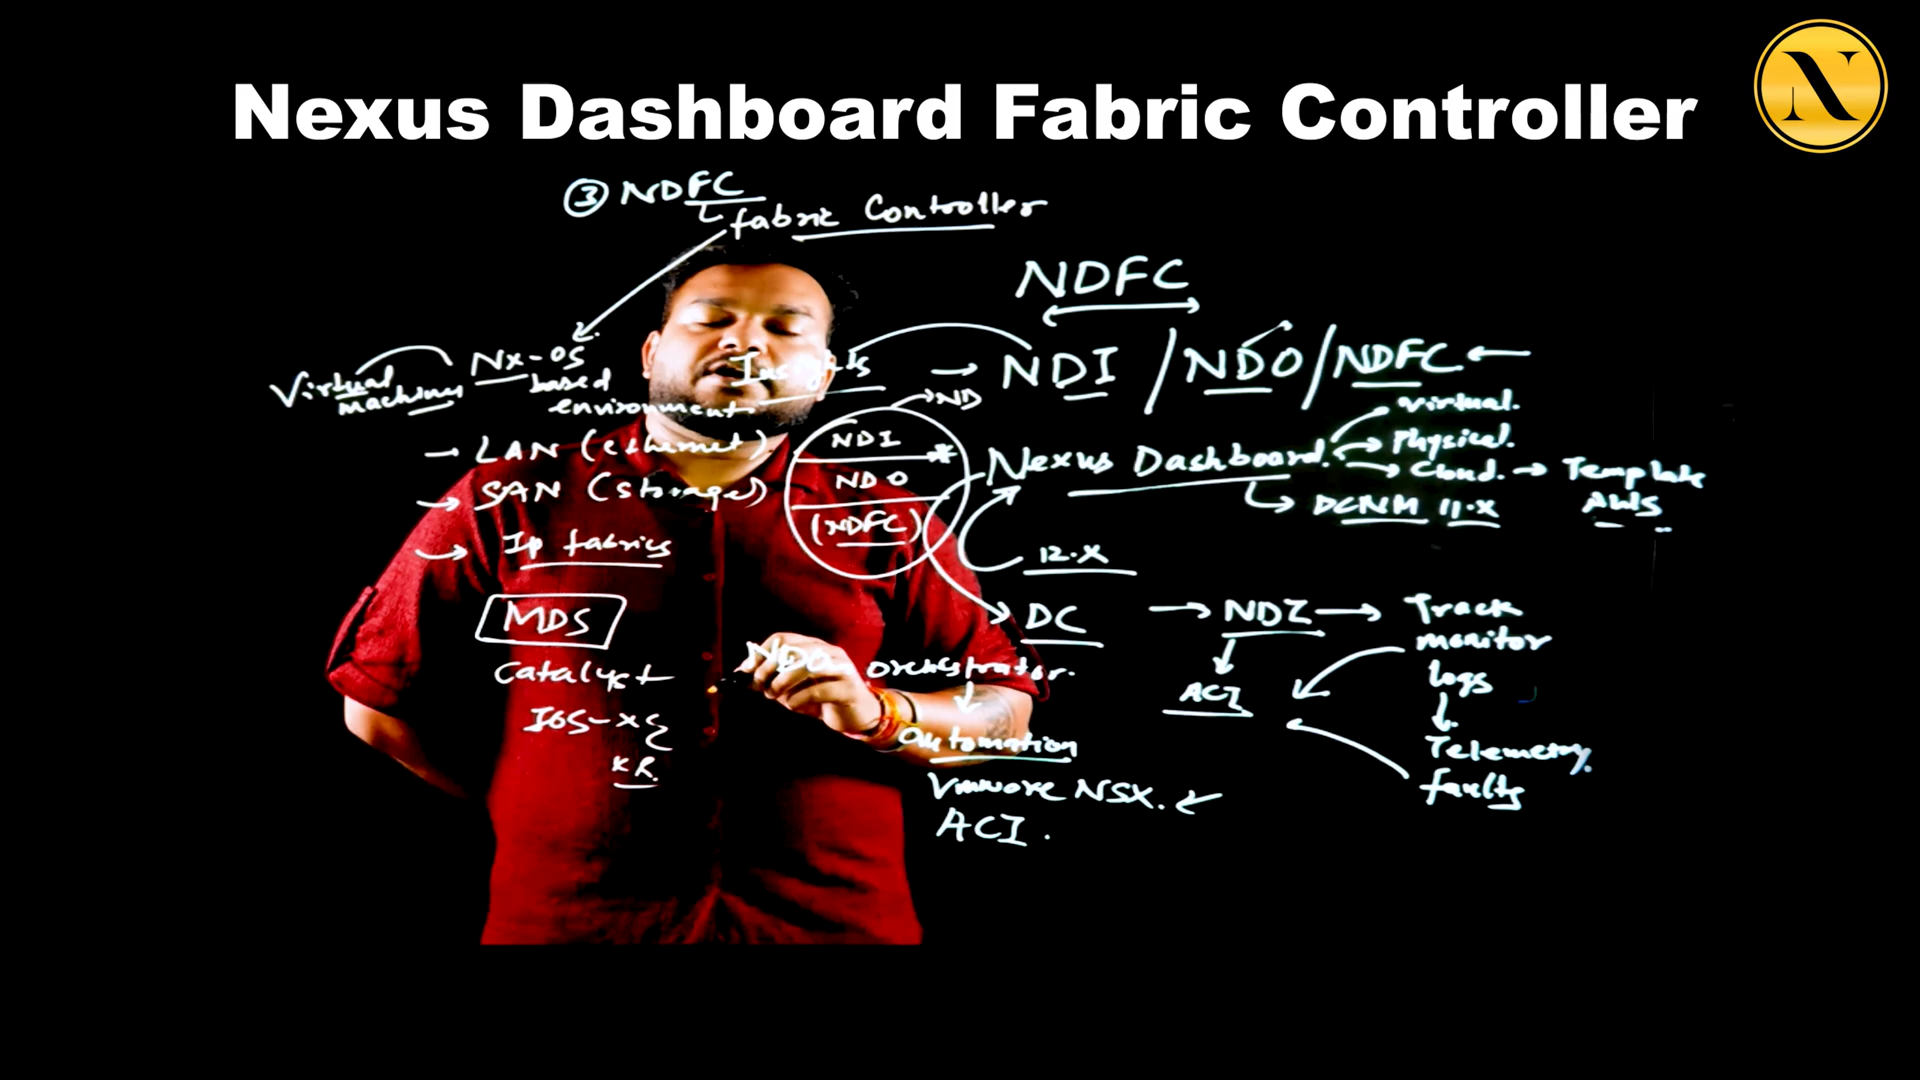 Nexus Dashboard Fabric Controller
N
③ NDFC
fabric Controller
NDFC
NX-OS based environment
Virtual machines
Insights → NDI / NDO / NDFC
→ ND
→ LAN (ethernet)
→ SAN (storage)
→ Ip fabrics
NDI
NDO
(NDFC)
* Nexus Dashboard.
Virtual.
→ Physical.
→ Cloud. → Template
AWS
→ DCNM 11.X
12.X
→ DC
→ NDI → Track
monitor
logs
Telemetry
faults
ACI
MDS
Catalyst
IOS-XE
XR
NDO orchestrator.
automation
Vmware NSX.
ACI.